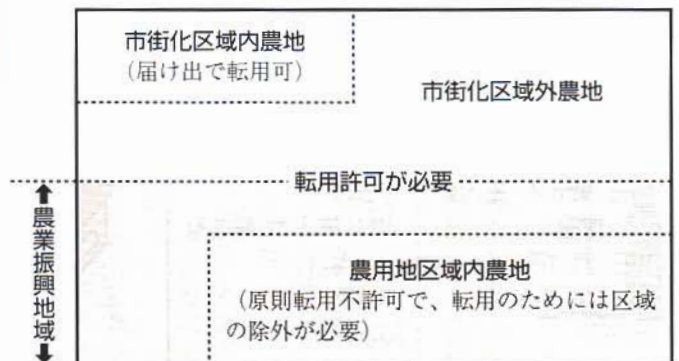 市街化区域内農地
（届け出で転用可）
市街化区域外農地
転用許可が必要
農業振興地域
農用地区域内農地
（原則転用不許可で、転用のためには区域
の除外が必要）